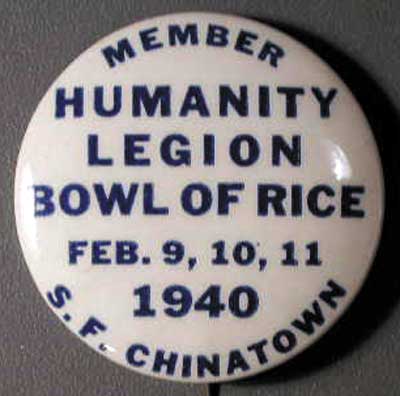 MEMBER
HUMANITY
LEGION
BOWL OF RICE
FEB. 9, 10, 11
1940
S. F. CHINATOWN